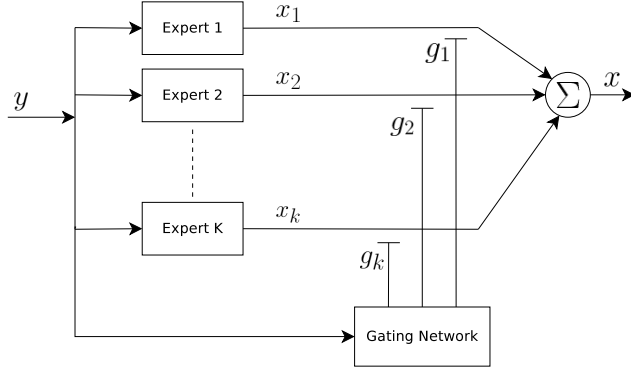 Expert 1
x₁
g₁
Expert 2
x₂
∑
x
y
g₂
Expert K
xₖ
gₖ
Gating Network